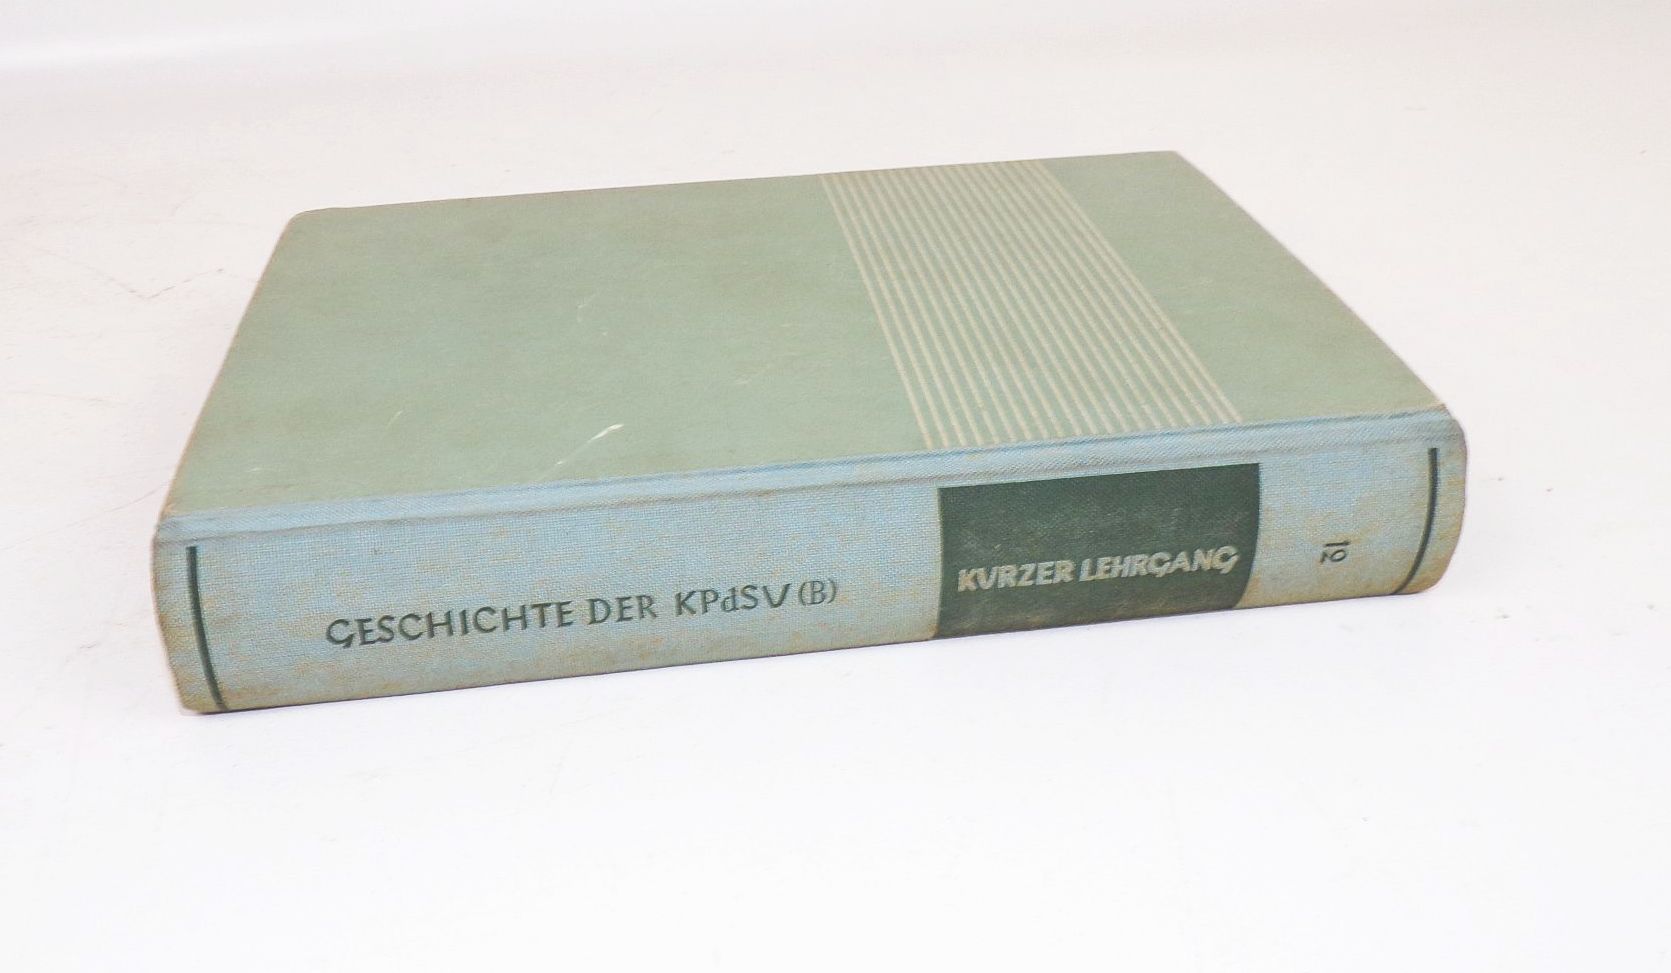 GESCHICHTE DER KPdSU (B)
KURZER LEHRGANG
12